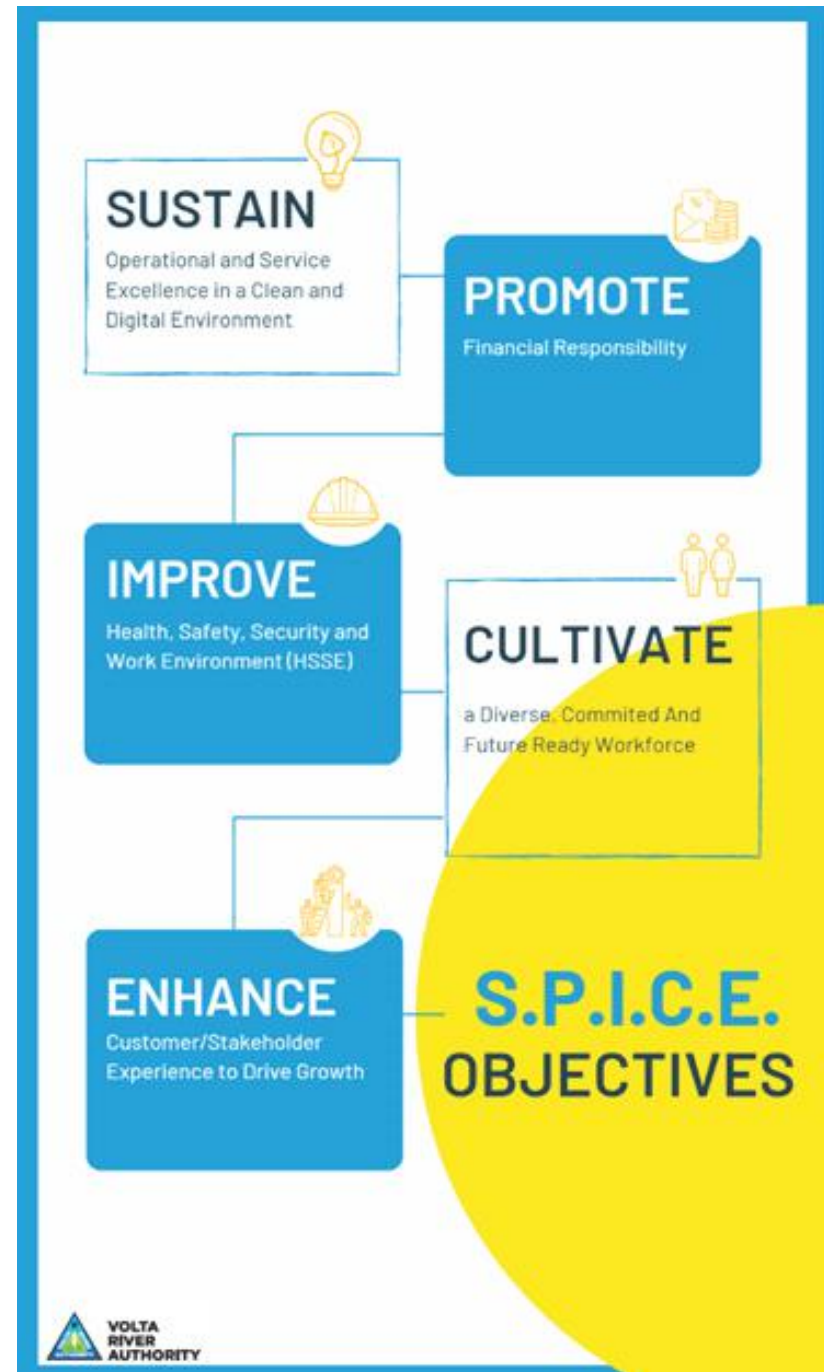 SUSTAIN
Operational and Service
Excellence in a Clean and
Digital Environment
PROMOTE
Financial Responsibility
IMPROVE
Health, Safety, Security and
Work Environment (HSSE)
CULTIVATE
a Diverse, Commited And
Future Ready Workforce
ENHANCE
Customer/Stakeholder
Experience to Drive Growth
S.P.I.C.E.
OBJECTIVES
VOLTA
RIVER
AUTHORITY